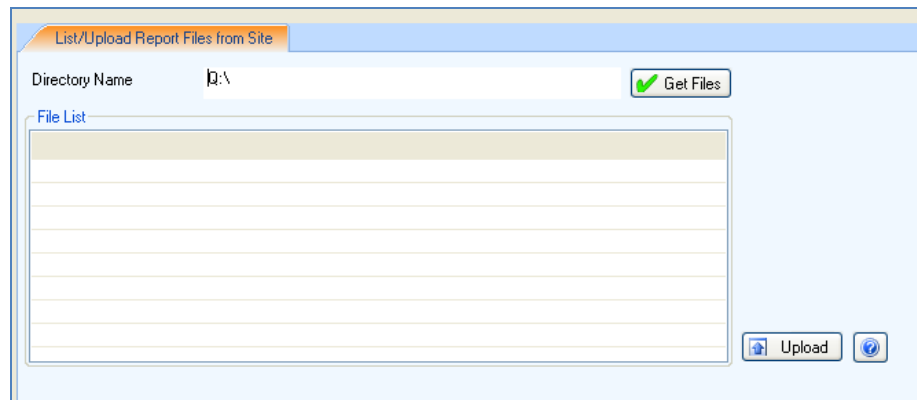 List/Upload Report Files from Site
Directory Name Q:\ Get Files
File List
Upload